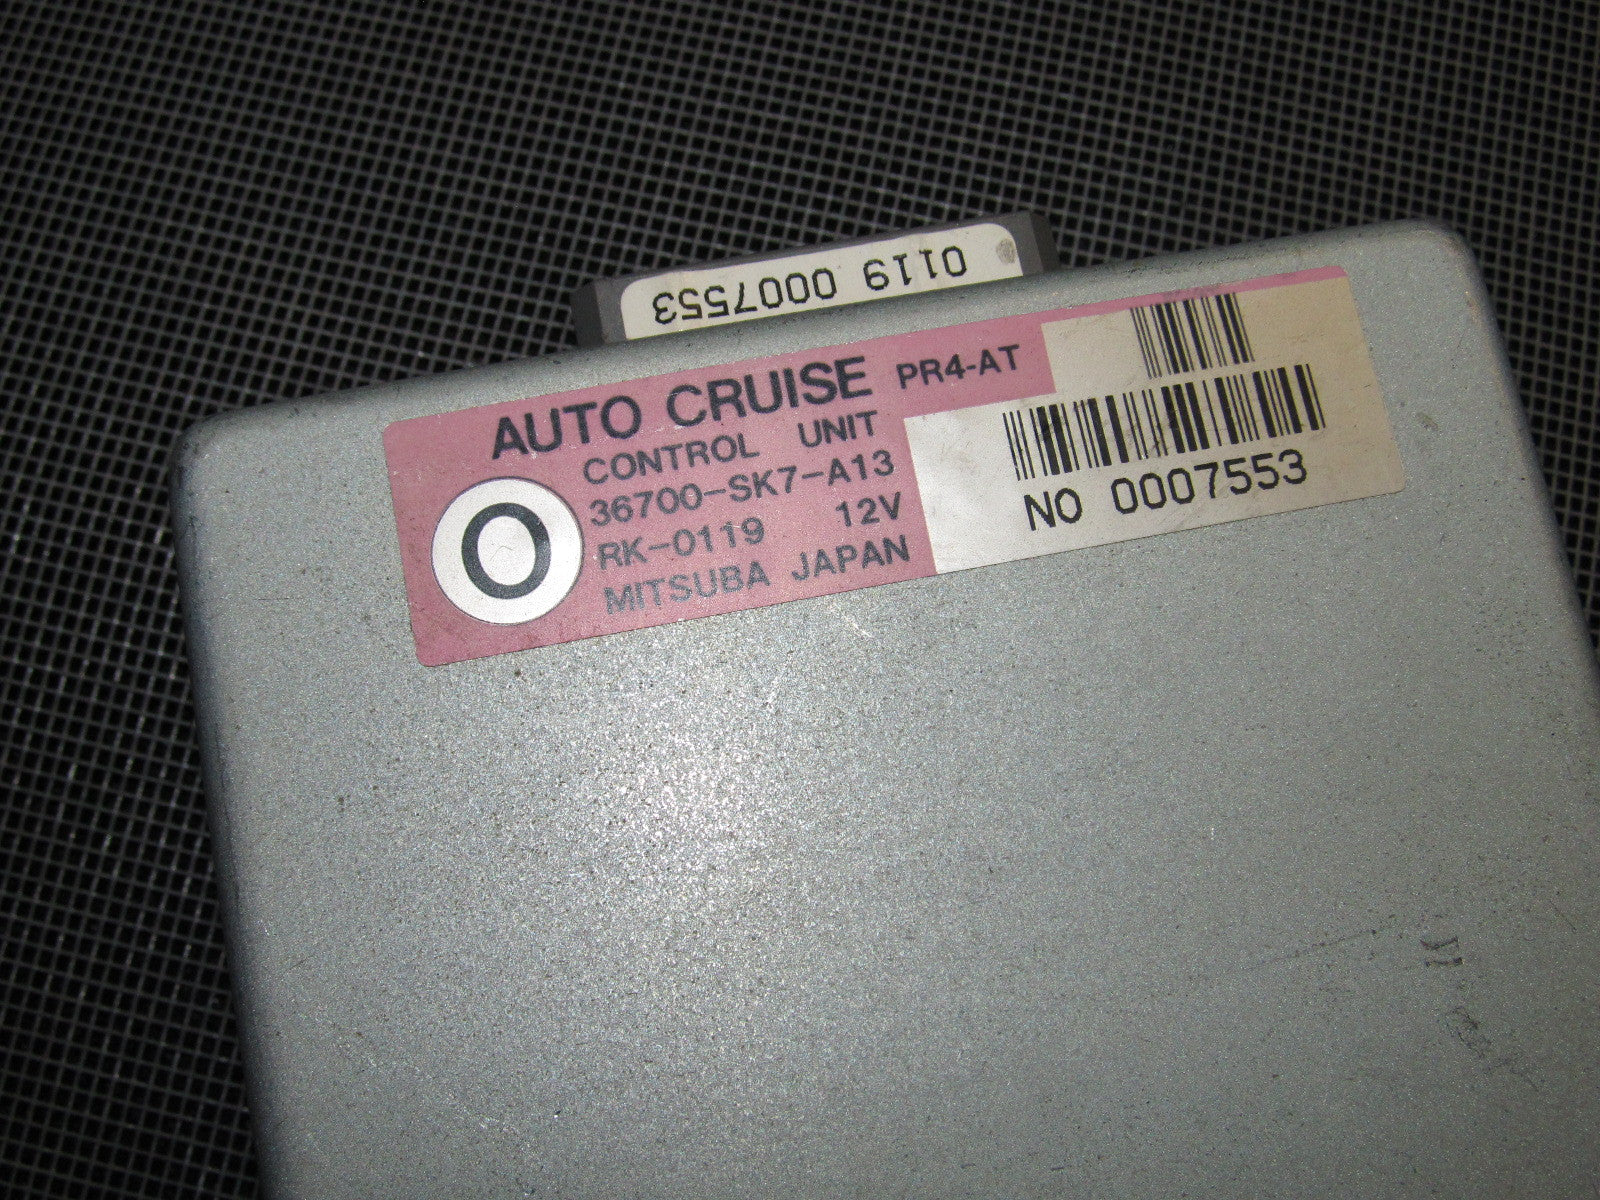 0119 0007553
AUTO CRUISE PR4-AT
CONTROL UNIT
36700-SK7-A13
RK-0119 12V
MITSUBA JAPAN
O
NO 0007553